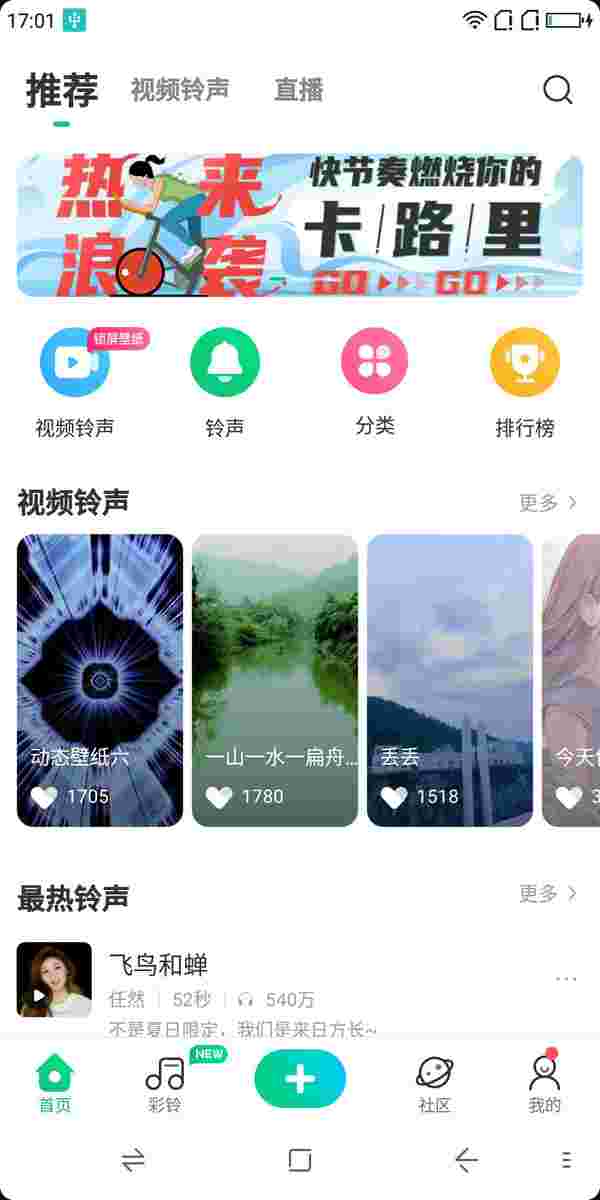 17:01
推荐 视频铃声 直播
热来
浪袭
快节奏燃烧你的
卡路里
GO GO
锁屏壁纸
视频铃声 铃声 分类 排行榜
视频铃声 更多
动态壁纸六 一山一水一扁舟... 丢丢
1705 1780 1518
最热铃声 更多
飞鸟和蝉
任然 52秒 540万
不是夏日限定，我们是来日方长~
NEW
首页 彩铃 社区 我的